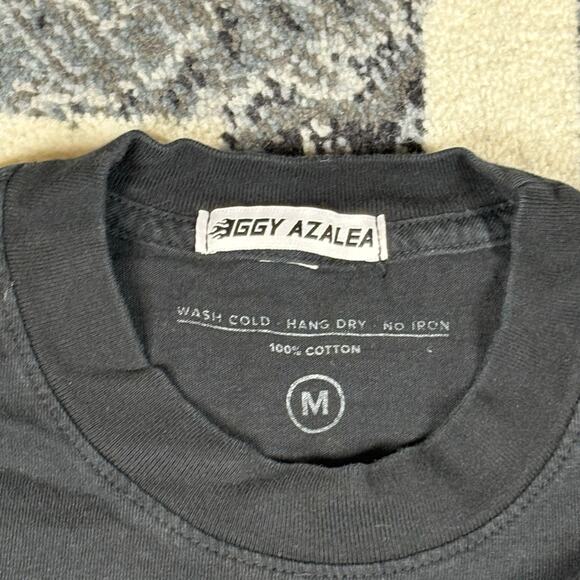 IGGY AZALEA
WASH COLD - HANG DRY - NO IRON
100% COTTON
M